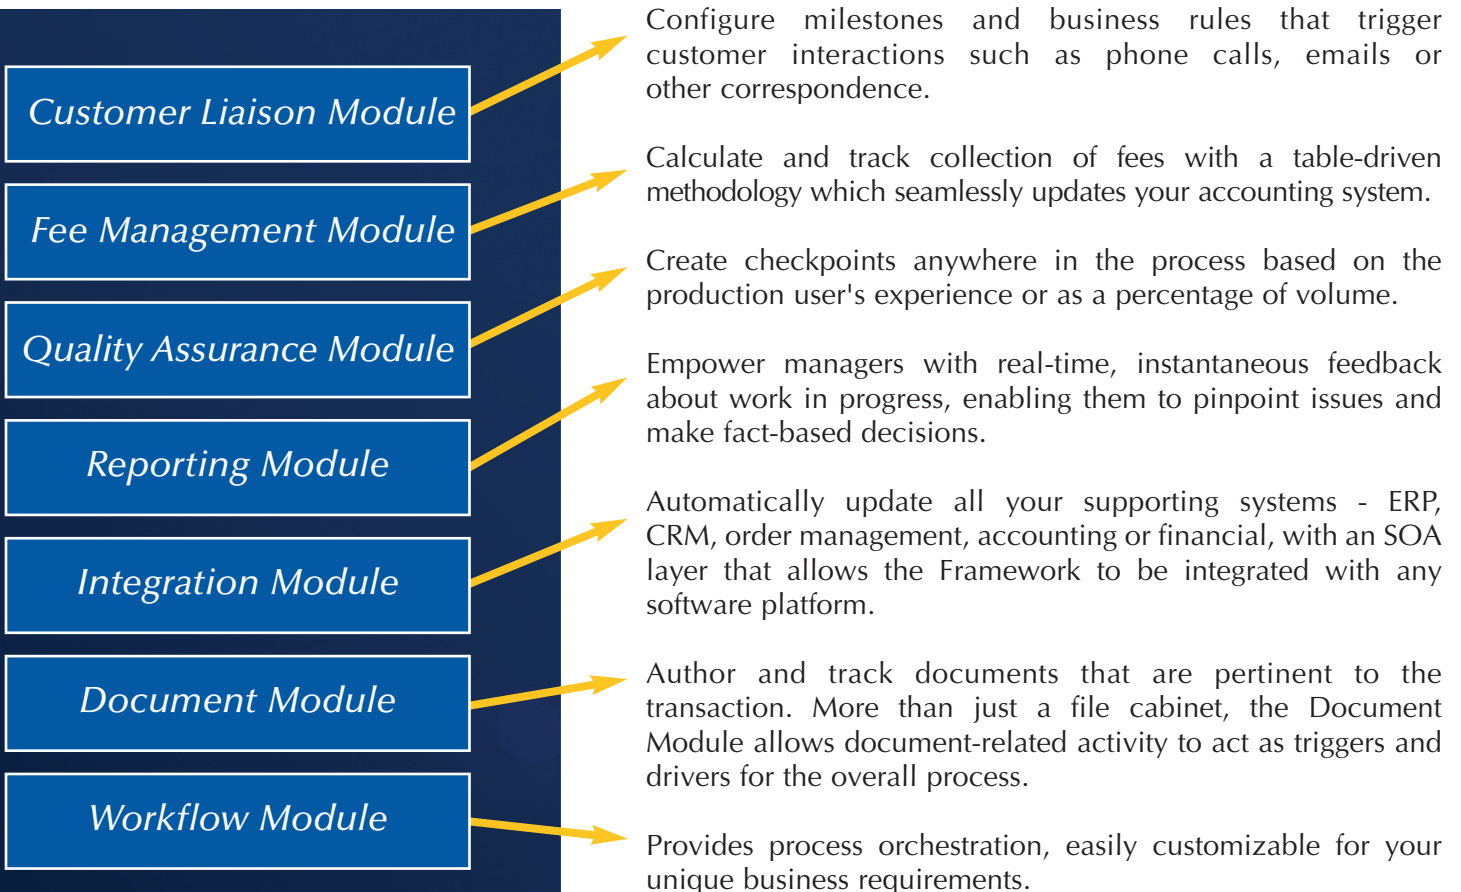 Customer Liaison Module
Configure milestones and business rules that trigger
customer interactions such as phone calls, emails or
other correspondence.
Fee Management Module
Calculate and track collection of fees with a table-driven
methodology which seamlessly updates your accounting system.
Quality Assurance Module
Create checkpoints anywhere in the process based on the
production user's experience or as a percentage of volume.
Reporting Module
Empower managers with real-time, instantaneous feedback
about work in progress, enabling them to pinpoint issues and
make fact-based decisions.
Integration Module
Automatically update all your supporting systems - ERP,
CRM, order management, accounting or financial, with an SOA
layer that allows the Framework to be integrated with any
software platform.
Document Module
Author and track documents that are pertinent to the
transaction. More than just a file cabinet, the Document
Module allows document-related activity to act as triggers and
drivers for the overall process.
Workflow Module
Provides process orchestration, easily customizable for your
unique business requirements.